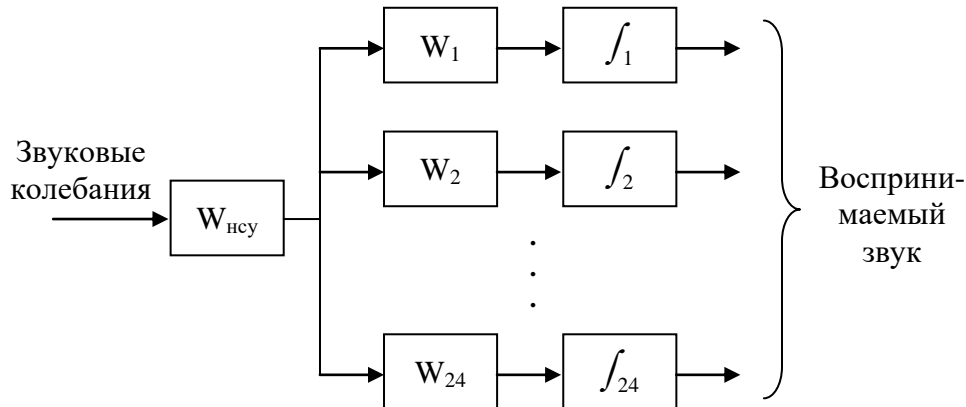 W₁
∫₁
Звуковые
колебания
W₂
∫₂
Восприни-
маемый
звук
Wнсу
.
.
.
W₂₄
∫₂₄